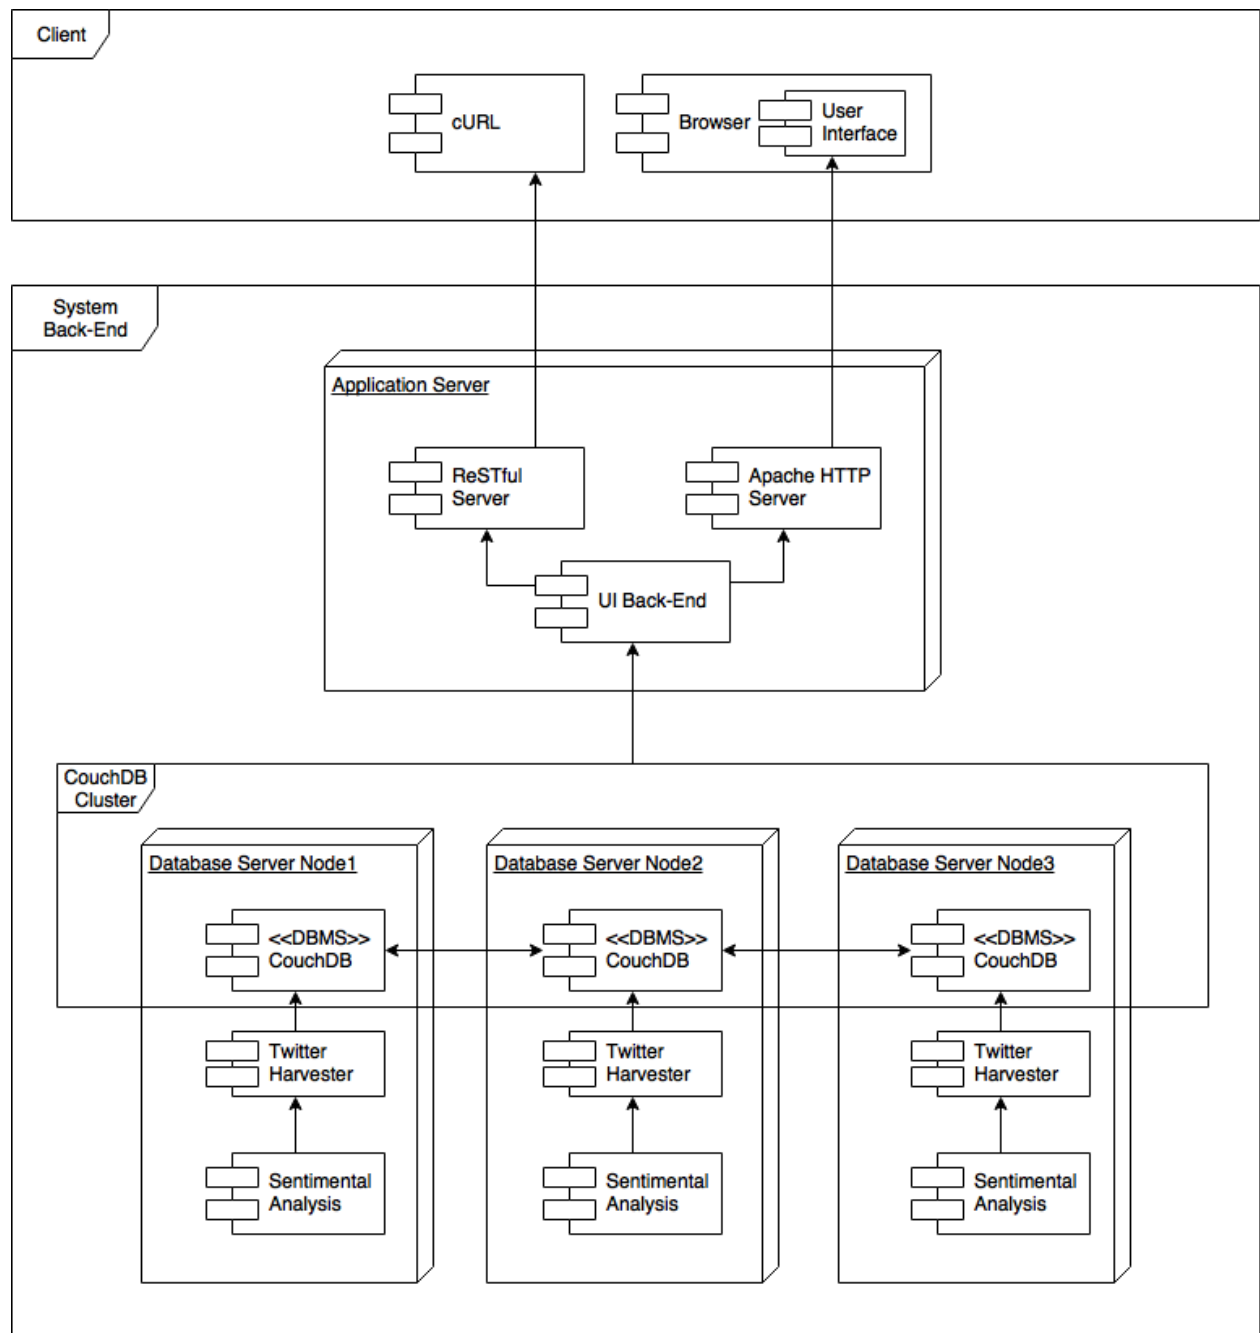 Client
cURL
Browser
User
Interface
System
Back-End
Application Server
ReSTful
Server
Apache HTTP
Server
UI Back-End
CouchDB
Cluster
Database Server Node1
Database Server Node2
Database Server Node3
<<DBMS>>
CouchDB
<<DBMS>>
CouchDB
<<DBMS>>
CouchDB
Twitter
Harvester
Twitter
Harvester
Twitter
Harvester
Sentimental
Analysis
Sentimental
Analysis
Sentimental
Analysis